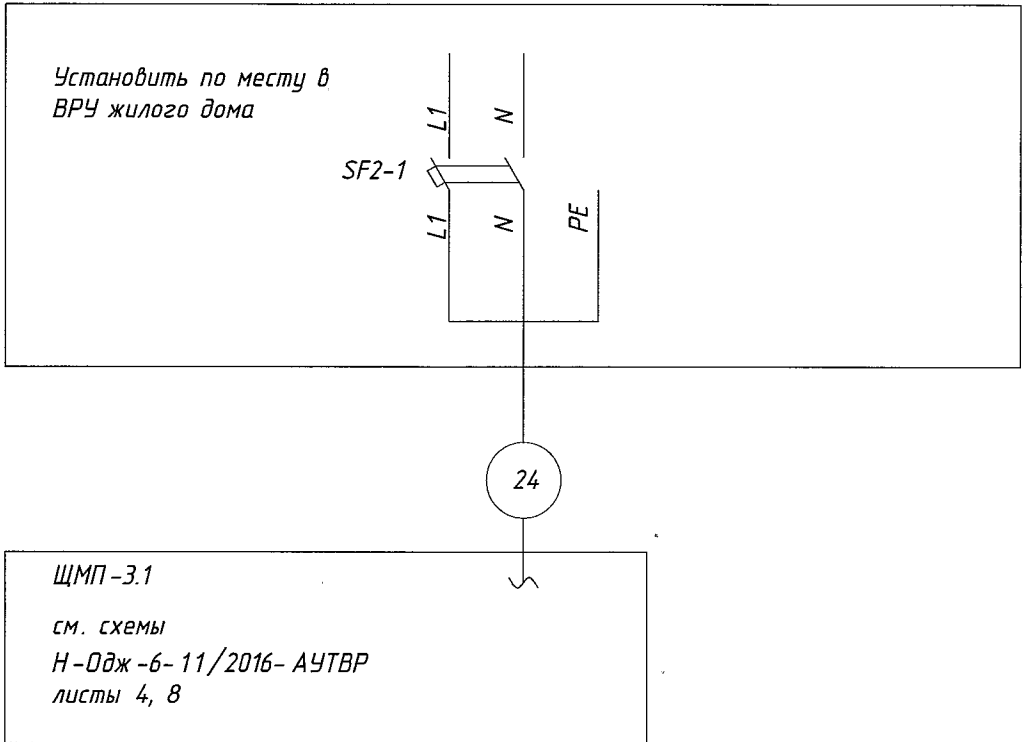 Установить по месту в
ВРУ жилого дома
L1
N
SF2-1
L1
N
PE
24
ЩМП-3.1
см. схемы
Н-Одж-6-11/2016-АУТВР
листы 4, 8